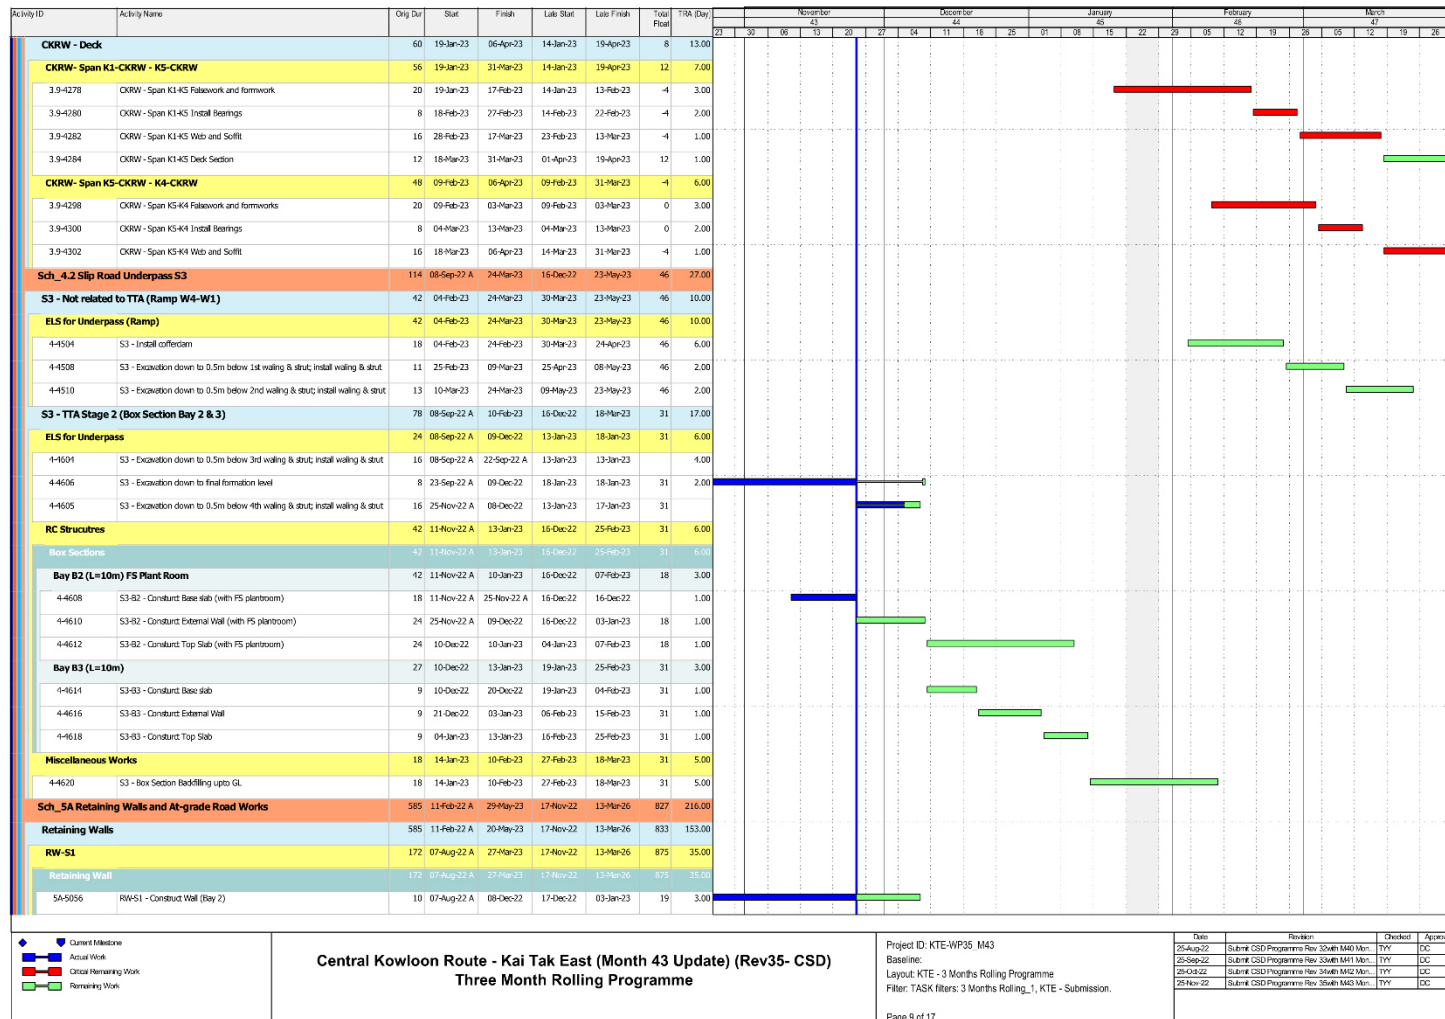 Activity ID Activity Name Orig Dur Start Finish Late Start Late Finish Total Float TRA (Day) November December January February March
43 44 45 46 47
23 30 06 13 20 27 04 11 18 25 01 08 15 22 29 05 12 19 26 05 12 19 26
CKRW - Deck 60 19-Jan-23 06-Apr-23 14-Jan-23 19-Apr-23 8 13.00
CKRW- Span K1-CKRW - K5-CKRW 56 19-Jan-23 31-Mar-23 14-Jan-23 19-Apr-23 12 7.00
3.9-4278 CKRW - Span K1-K5 Falsework and formwork 20 19-Jan-23 17-Feb-23 14-Jan-23 13-Feb-23 -4 3.00
3.9-4280 CKRW - Span K1-K5 Install Bearings 8 18-Feb-23 27-Feb-23 14-Feb-23 22-Feb-23 -4 2.00
3.9-4282 CKRW - Span K1-K5 Web and Soffit 16 28-Feb-23 17-Mar-23 23-Feb-23 13-Mar-23 -4 1.00
3.9-4284 CKRW - Span K1-K5 Deck Section 12 18-Mar-23 31-Mar-23 01-Apr-23 19-Apr-23 12 1.00
CKRW- Span K5-CKRW - K4-CKRW 48 09-Feb-23 06-Apr-23 09-Feb-23 31-Mar-23 -4 6.00
3.9-4298 CKRW - Span K5-K4 Falsework and formworks 20 09-Feb-23 03-Mar-23 09-Feb-23 03-Mar-23 0 3.00
3.9-4300 CKRW - Span K5-K4 Install Bearings 8 04-Mar-23 13-Mar-23 04-Mar-23 13-Mar-23 0 2.00
3.9-4302 CKRW - Span K5-K4 Web and Soffit 16 18-Mar-23 06-Apr-23 14-Mar-23 31-Mar-23 -4 1.00
Sch_4.2 Slip Road Underpass S3 114 08-Sep-22 A 24-Mar-23 16-Dec-22 23-May-23 46 27.00
S3 - Not related to TTA (Ramp W4-W1) 42 04-Feb-23 24-Mar-23 30-Mar-23 23-May-23 46 10.00
ELS for Underpass (Ramp) 42 04-Feb-23 24-Mar-23 30-Mar-23 23-May-23 46 10.00
4-4504 S3 - Install cofferdam 18 04-Feb-23 24-Feb-23 30-Mar-23 24-Apr-23 46 6.00
4-4508 S3 - Excavation down to 0.5m below 1st waling & strut; install waling & strut 11 25-Feb-23 09-Mar-23 25-Apr-23 08-May-23 46 2.00
4-4510 S3 - Excavation down to 0.5m below 2nd waling & strut; install waling & strut 13 10-Mar-23 24-Mar-23 09-May-23 23-May-23 46 2.00
S3 - TTA Stage 2 (Box Section Bay 2 & 3) 78 08-Sep-22 A 10-Feb-23 16-Dec-22 18-Mar-23 31 17.00
ELS for Underpass 24 08-Sep-22 A 09-Dec-22 13-Jan-23 18-Jan-23 31 6.00
4-4604 S3 - Excavation down to 0.5m below 3rd waling & strut; install waling & strut 16 08-Sep-22 A 22-Sep-22 A 13-Jan-23 13-Jan-23 4.00
4-4606 S3 - Excavation down to final formation level 8 23-Sep-22 A 09-Dec-22 18-Jan-23 18-Jan-23 31 2.00
4-4605 S3 - Excavation down to 0.5m below 4th waling & strut; install waling & strut 16 25-Nov-22 A 08-Dec-22 13-Jan-23 17-Jan-23 31
RC Strucutres 42 11-Nov-22 A 13-Jan-23 16-Dec-22 25-Feb-23 31 6.00
Box Sections 42 11-Nov-22 A 13-Jan-23 16-Dec-22 25-Feb-23 31 6.00
Bay B2 (L=10m) FS Plant Room 42 11-Nov-22 A 10-Jan-23 16-Dec-22 07-Feb-23 18 3.00
4-4608 S3-B2 - Consturct Base slab (with FS plantroom) 18 11-Nov-22 A 25-Nov-22 A 16-Dec-22 16-Dec-22 1.00
4-4610 S3-B2 - Consturct External Wall (with FS plantroom) 24 25-Nov-22 A 09-Dec-22 16-Dec-22 03-Jan-23 18 1.00
4-4612 S3-B2 - Consturct Top Slab (with FS plantroom) 24 10-Dec-22 10-Jan-23 04-Jan-23 07-Feb-23 18 1.00
Bay B3 (L=10m) 27 10-Dec-22 13-Jan-23 19-Jan-23 25-Feb-23 31 3.00
4-4614 S3-B3 - Consturct Base slab 9 10-Dec-22 20-Dec-22 19-Jan-23 04-Feb-23 31 1.00
4-4616 S3-B3 - Consturct External Wall 9 21-Dec-22 03-Jan-23 06-Feb-23 15-Feb-23 31 1.00
4-4618 S3-B3 - Consturct Top Slab 9 04-Jan-23 13-Jan-23 16-Feb-23 25-Feb-23 31 1.00
Miscellaneous Works 18 14-Jan-23 10-Feb-23 27-Feb-23 18-Mar-23 31 5.00
4-4620 S3 - Box Section Backfilling upto GL 18 14-Jan-23 10-Feb-23 27-Feb-23 18-Mar-23 31 5.00
Sch_5A Retaining Walls and At-grade Road Works 585 11-Feb-22 A 29-May-23 17-Nov-22 13-Mar-26 827 216.00
Retaining Walls 585 11-Feb-22 A 20-May-23 17-Nov-22 13-Mar-26 833 153.00
RW-S1 172 07-Aug-22 A 27-Mar-23 17-Nov-22 13-Mar-26 875 35.00
Retaining Wall 172 07-Aug-22 A 27-Mar-23 17-Nov-22 13-Mar-26 875 35.00
5A-5056 RW-S1 - Construct Wall (Bay 2) 10 07-Aug-22 A 08-Dec-22 17-Dec-22 03-Jan-23 19 3.00
Current Milestone
Actual Work
Critical Remaining Work
Remaining Work
Central Kowloon Route - Kai Tak East (Month 43 Update) (Rev35- CSD)
Three Month Rolling Programme
Project ID: KTE-WP35_M43
Baseline:
Layout: KTE - 3 Months Rolling Programme
Filter: TASK filters: 3 Months Rolling_1, KTE - Submission.
Page 9 of 17
Date Revision Checked Approv
25-Aug-22 Submit CSD Programme Rev 32with M40 Mon... TYY DC
25-Sep-22 Submit CSD Programme Rev 33with M41 Mon... TYY DC
25-Oct-22 Submit CSD Programme Rev 34with M42 Mon... TYY DC
25-Nov-22 Submit CSD Programme Rev 35with M43 Mon... TYY DC